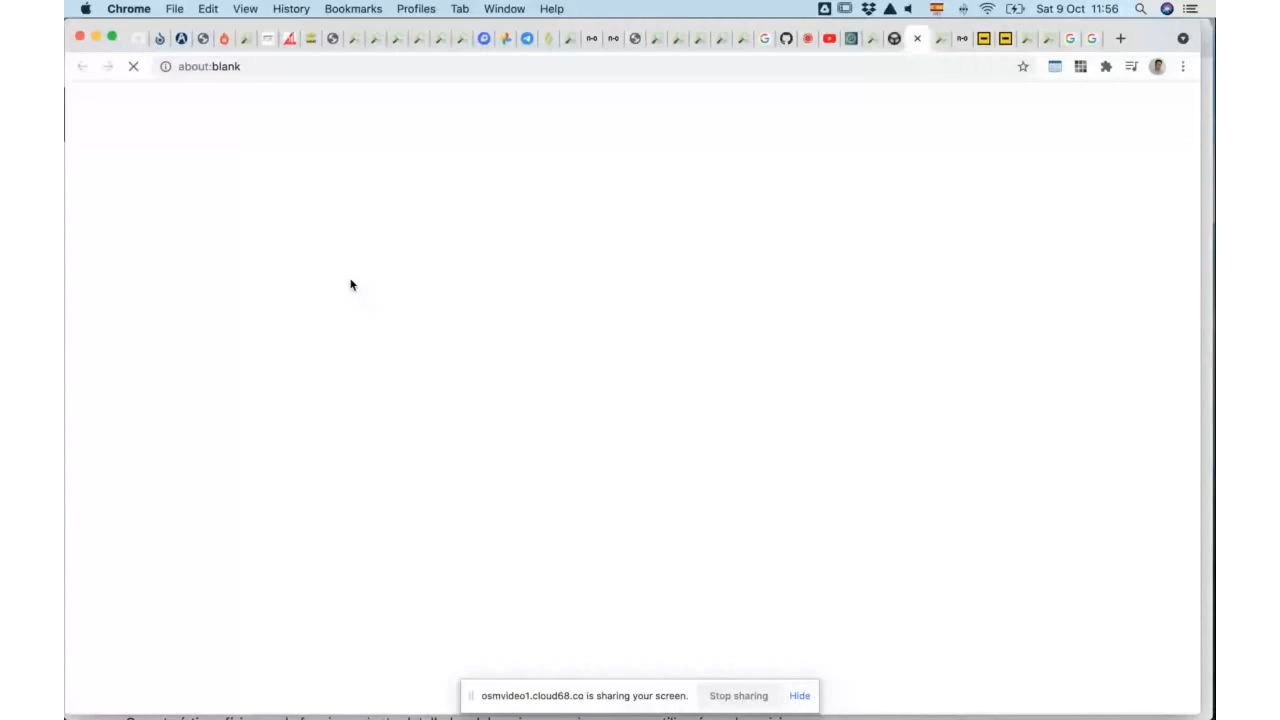 Chrome File Edit View History Bookmarks Profiles Tab Window Help Sat 9 Oct 11:56
about:blank
osmvideo1.cloud68.co is sharing your screen. Stop sharing Hide